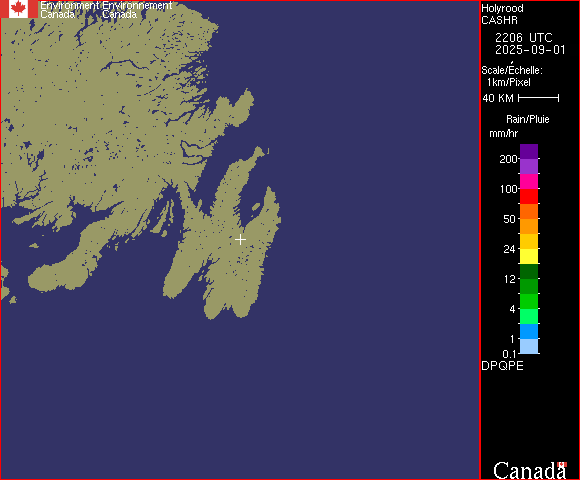 Environment Environnement
Canada Canada
Holyrood
CASHR
2206 UTC
2025-09-01
Scale/Échelle:
1km/Pixel
40 KM
Rain/Pluie
mm/hr
200
100
50
24
12
4
1
0.1
DPQPE
Canada